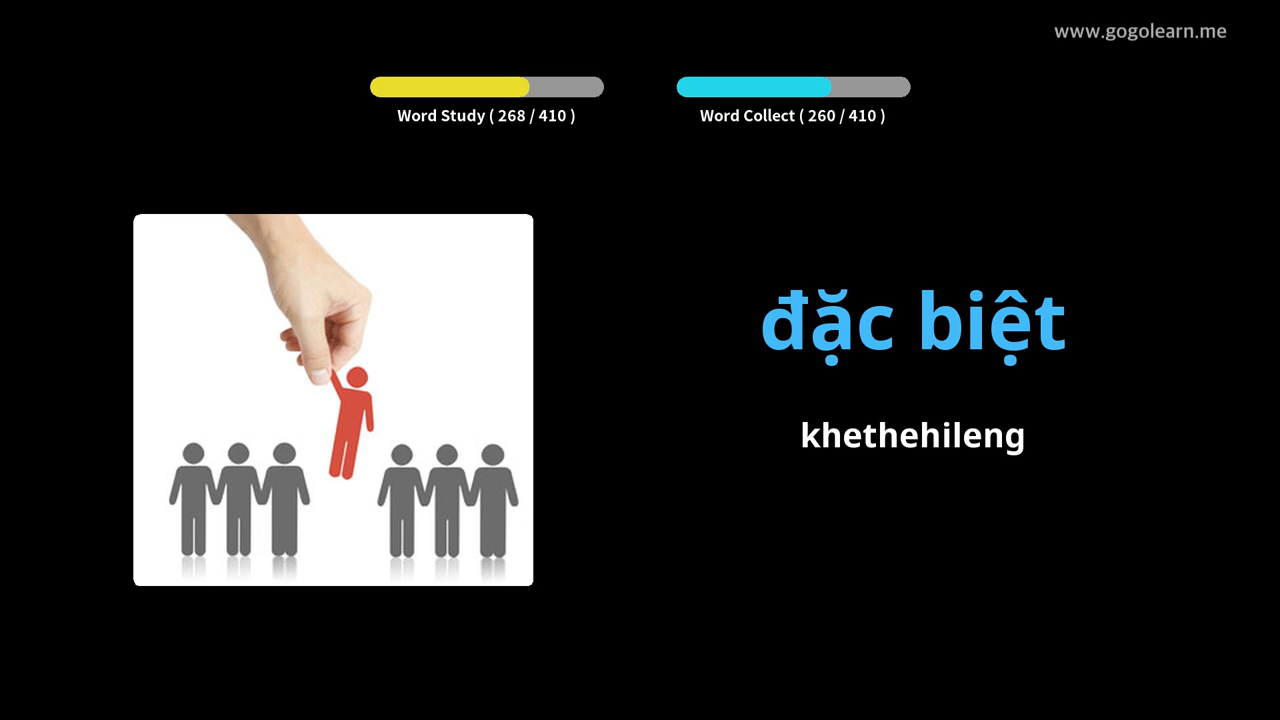 www.gogolearn.me
Word Study ( 268 / 410 )
Word Collect ( 260 / 410 )
đặc biệt
khethehileng